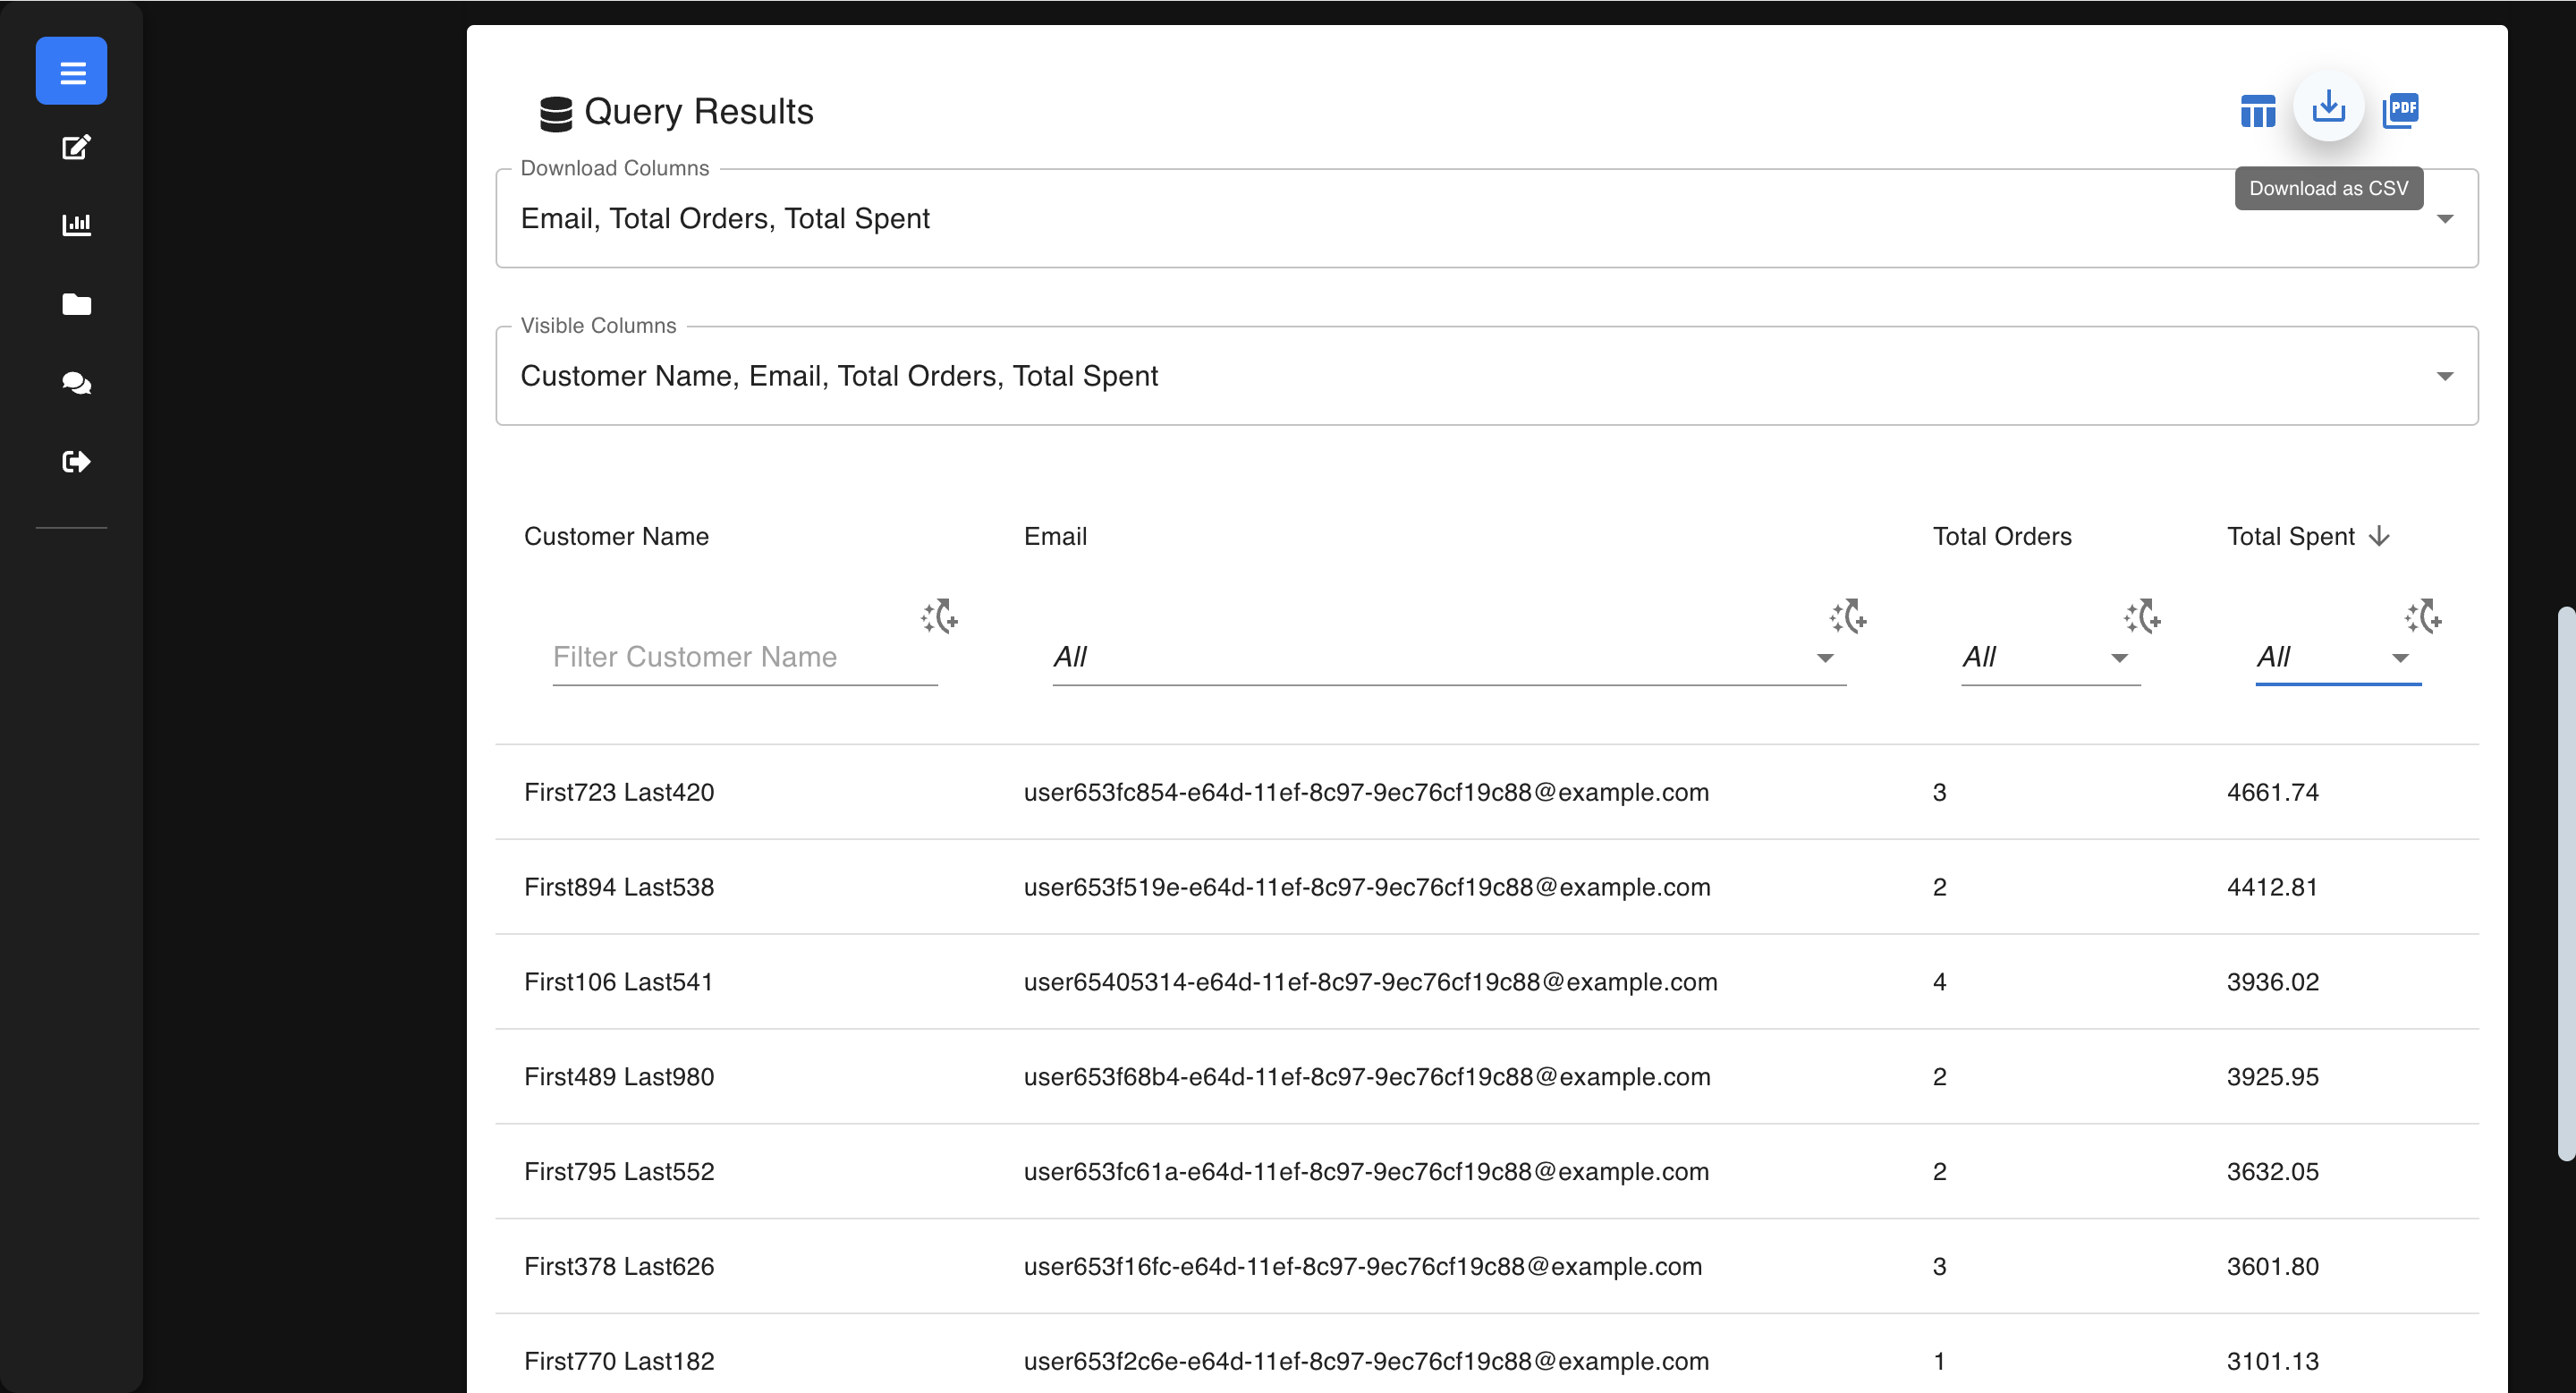 Query Results
PDF
Download as CSV
Download Columns
Email, Total Orders, Total Spent
Visible Columns
Customer Name, Email, Total Orders, Total Spent
Customer Name Email Total Orders Total Spent
Filter Customer Name All All All
First723 Last420 user653fc854-e64d-11ef-8c97-9ec76cf19c88@example.com 3 4661.74
First894 Last538 user653f519e-e64d-11ef-8c97-9ec76cf19c88@example.com 2 4412.81
First106 Last541 user65405314-e64d-11ef-8c97-9ec76cf19c88@example.com 4 3936.02
First489 Last980 user653f68b4-e64d-11ef-8c97-9ec76cf19c88@example.com 2 3925.95
First795 Last552 user653fc61a-e64d-11ef-8c97-9ec76cf19c88@example.com 2 3632.05
First378 Last626 user653f16fc-e64d-11ef-8c97-9ec76cf19c88@example.com 3 3601.80
First770 Last182 user653f2c6e-e64d-11ef-8c97-9ec76cf19c88@example.com 1 3101.13